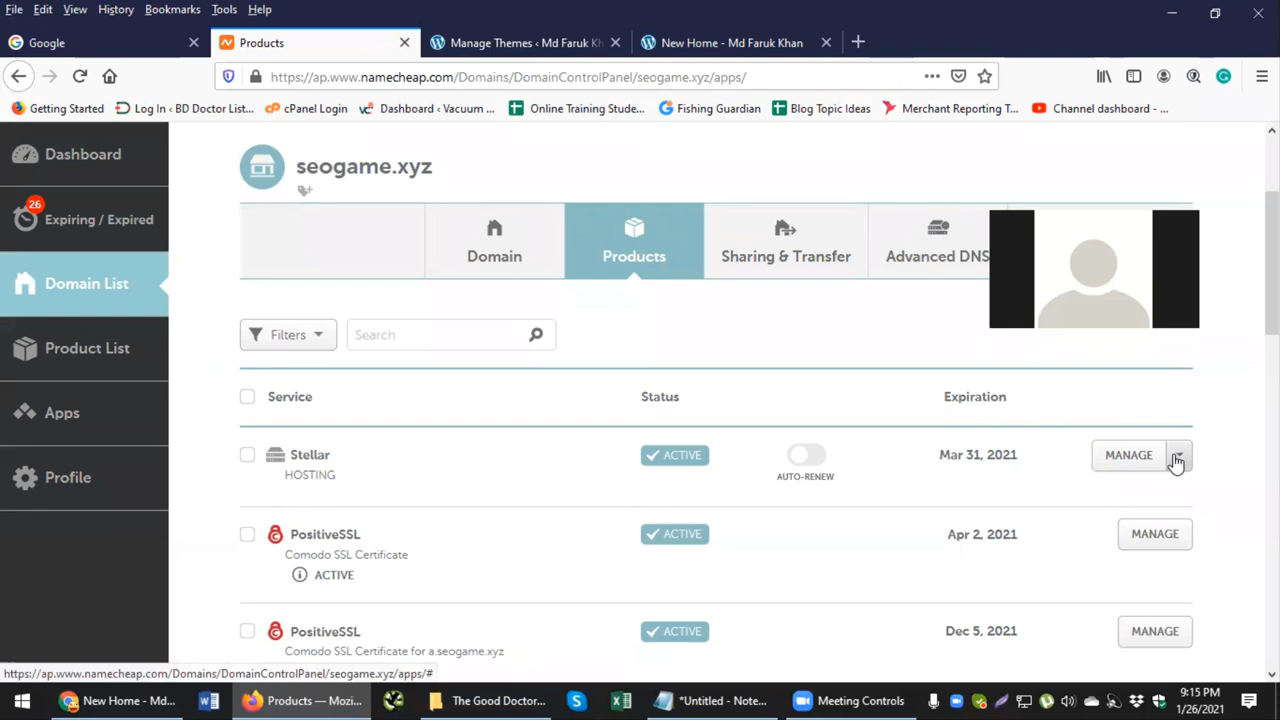 File Edit View History Bookmarks Tools Help
Google
Products
Manage Themes ‹ Md Faruk Kh
New Home - Md Faruk Khan
https://ap.www.namecheap.com/Domains/DomainControlPanel/seogame.xyz/apps/
Getting Started
Log In ‹ BD Doctor List...
cPanel Login
Dashboard ‹ Vacuum ...
Online Training Stude...
Fishing Guardian
Blog Topic Ideas
Merchant Reporting T...
Channel dashboard - ...
Dashboard
26
Expiring / Expired
Domain List
Product List
Apps
Profile
seogame.xyz
Domain
Products
Sharing & Transfer
Advanced DNS
Filters
Search
Service Status Expiration
Stellar ACTIVE Mar 31, 2021 MANAGE
HOSTING AUTO-RENEW
PositiveSSL ACTIVE Apr 2, 2021 MANAGE
Comodo SSL Certificate
ACTIVE
PositiveSSL ACTIVE Dec 5, 2021 MANAGE
Comodo SSL Certificate for a.seogame.xyz
https://ap.www.namecheap.com/Domains/DomainControlPanel/seogame.xyz/apps/#
New Home - Md...
Products — Mozi...
The Good Doctor...
*Untitled - Note...
Meeting Controls
9:15 PM
1/26/2021